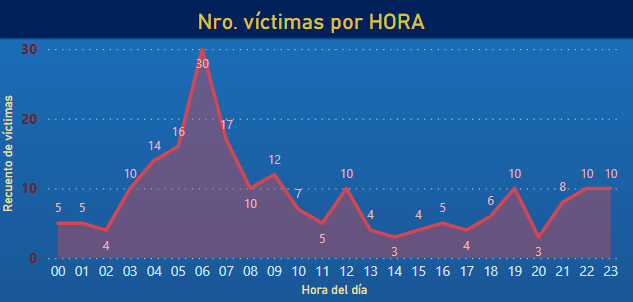 Nro. víctimas por HORA
Recuento de víctimas
30
20
10
0
5 5 4 10 14 16 30 17 10 12 7 5 10 4 3 4 5 4 6 10 3 8 10 10
00 01 02 03 04 05 06 07 08 09 10 11 12 13 14 15 16 17 18 19 20 21 22 23
Hora del día